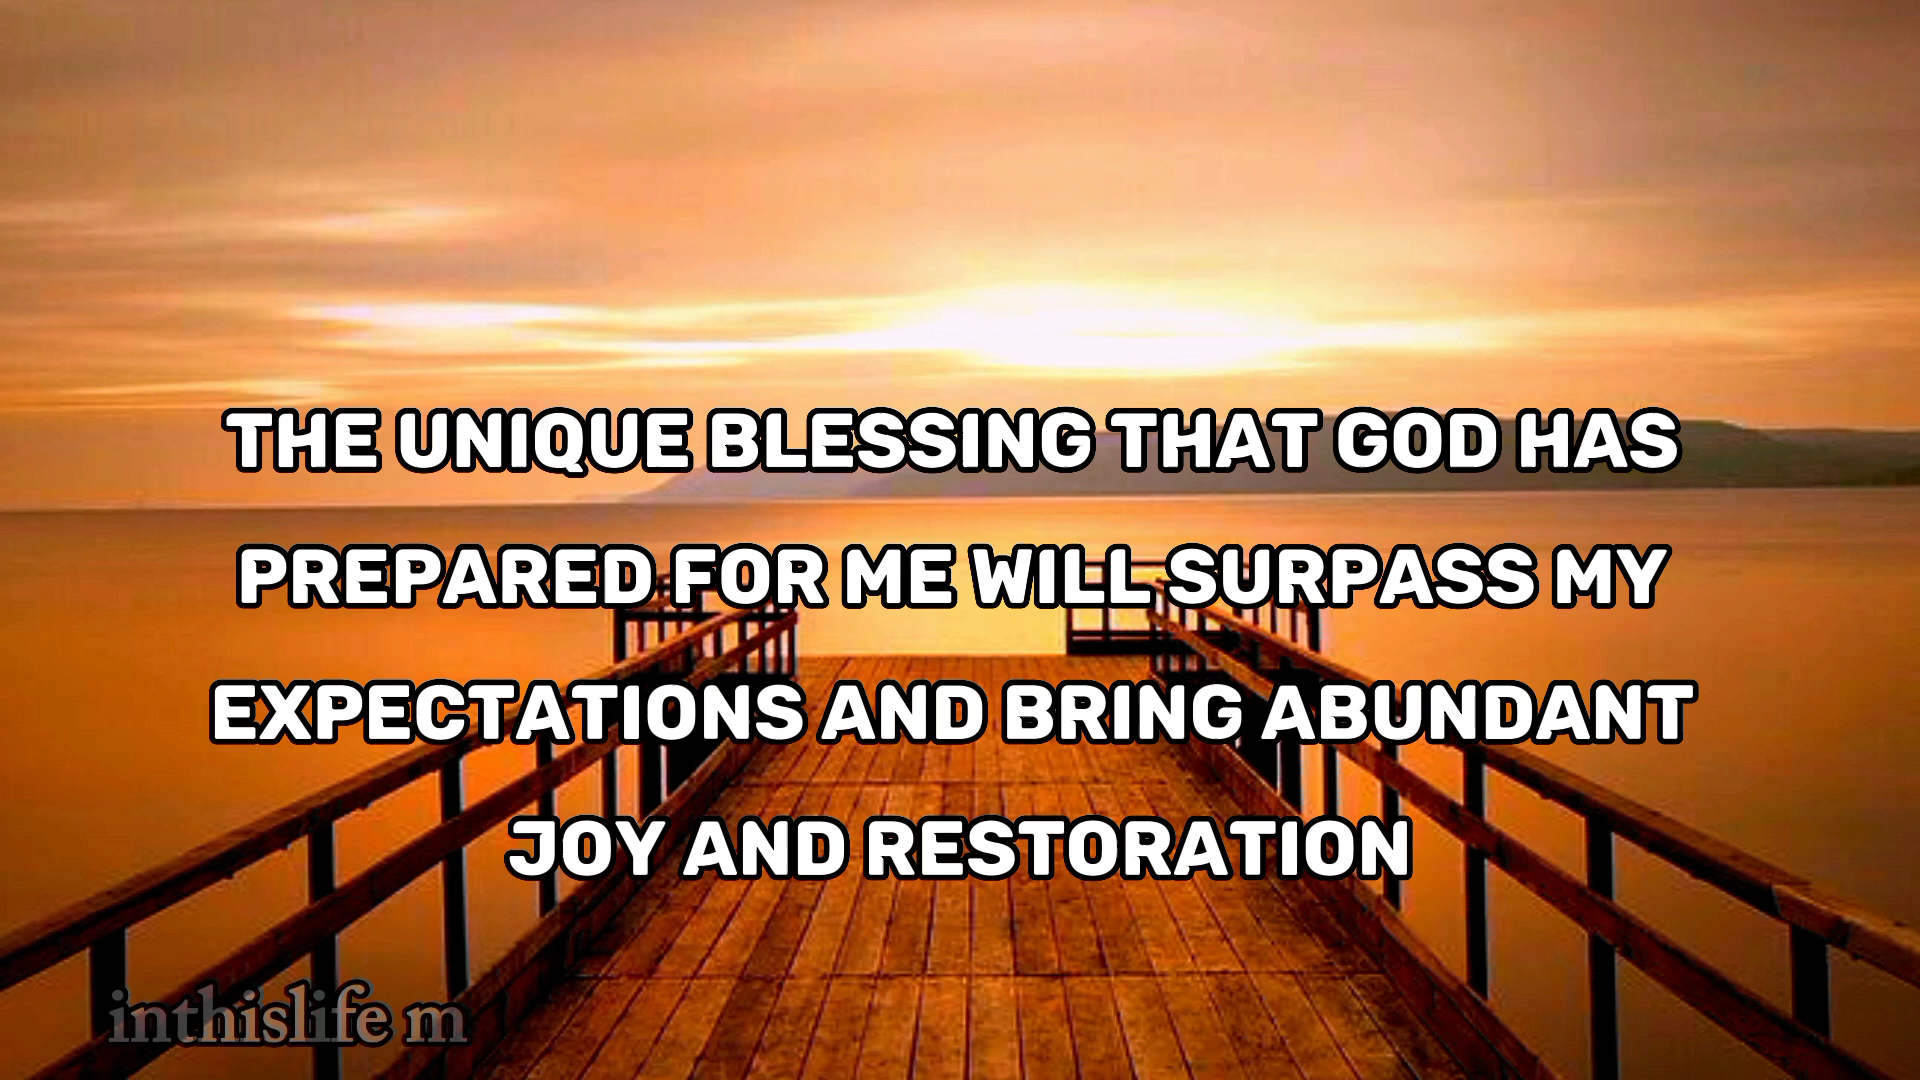 THE UNIQUE BLESSING THAT GOD HAS
PREPARED FOR ME WILL SURPASS MY
EXPECTATIONS AND BRING ABUNDANT
JOY AND RESTORATION
inthislife m